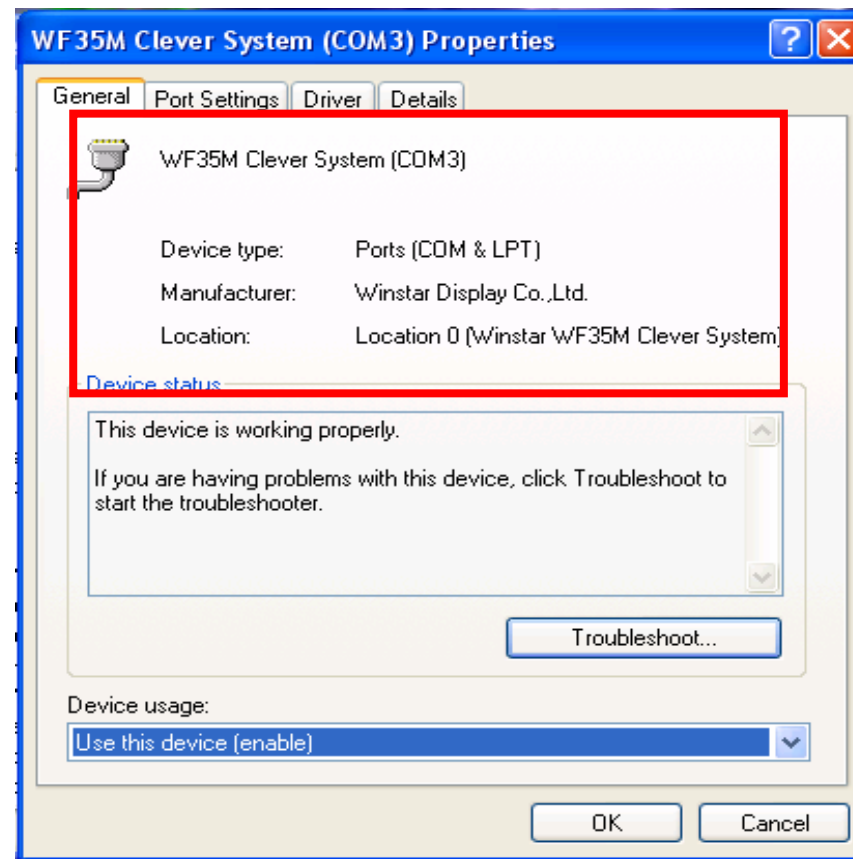 WF35M Clever System (COM3) Properties
General Port Settings Driver Details
WF35M Clever System (COM3)
Device type: Ports (COM & LPT)
Manufacturer: Winstar Display Co.,Ltd.
Location: Location 0 (Winstar WF35M Clever System)
Device status
This device is working properly.
If you are having problems with this device, click Troubleshoot to
start the troubleshooter.
Troubleshoot...
Device usage:
Use this device (enable)
OK Cancel